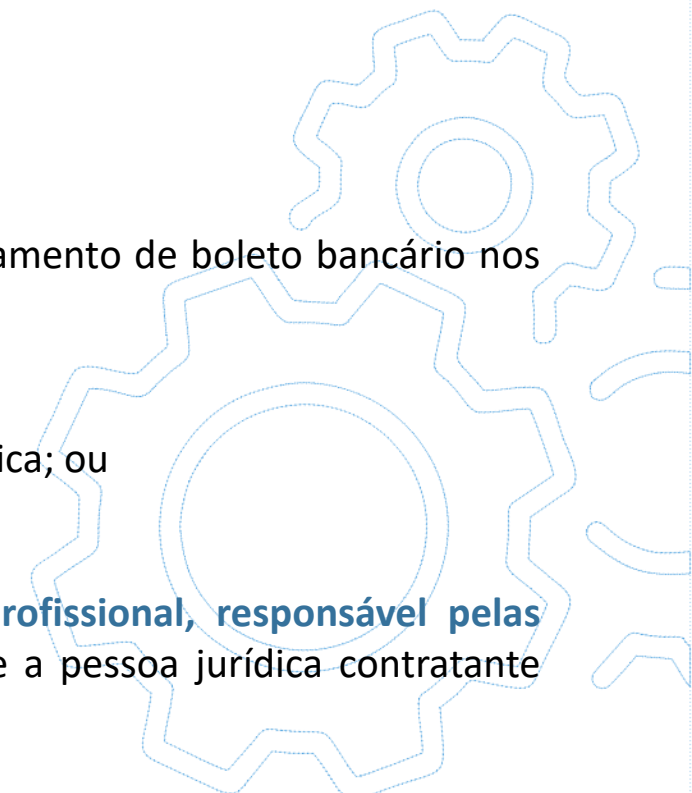 amento de boleto bancário nos
ica; ou
rofissional, responsável pelas
e a pessoa jurídica contratante